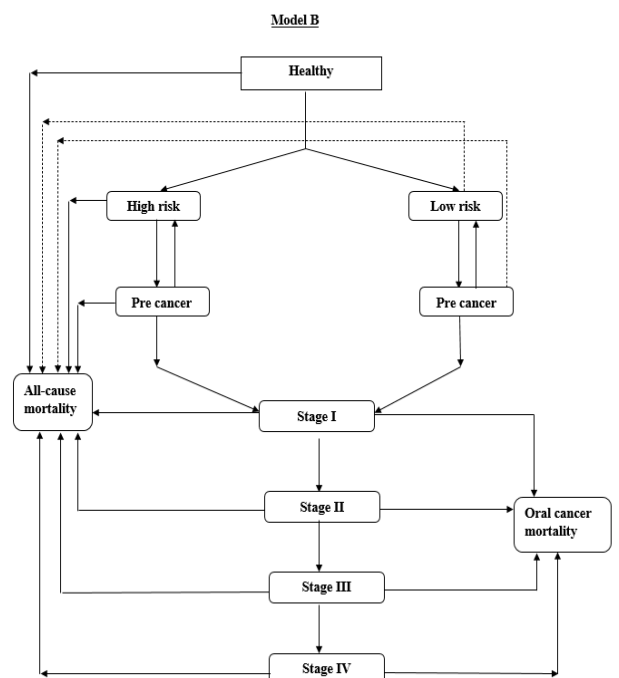 Model B
Healthy
High risk
Low risk
Pre cancer
Pre cancer
All-cause
mortality
Stage I
Stage II
Oral cancer
mortality
Stage III
Stage IV